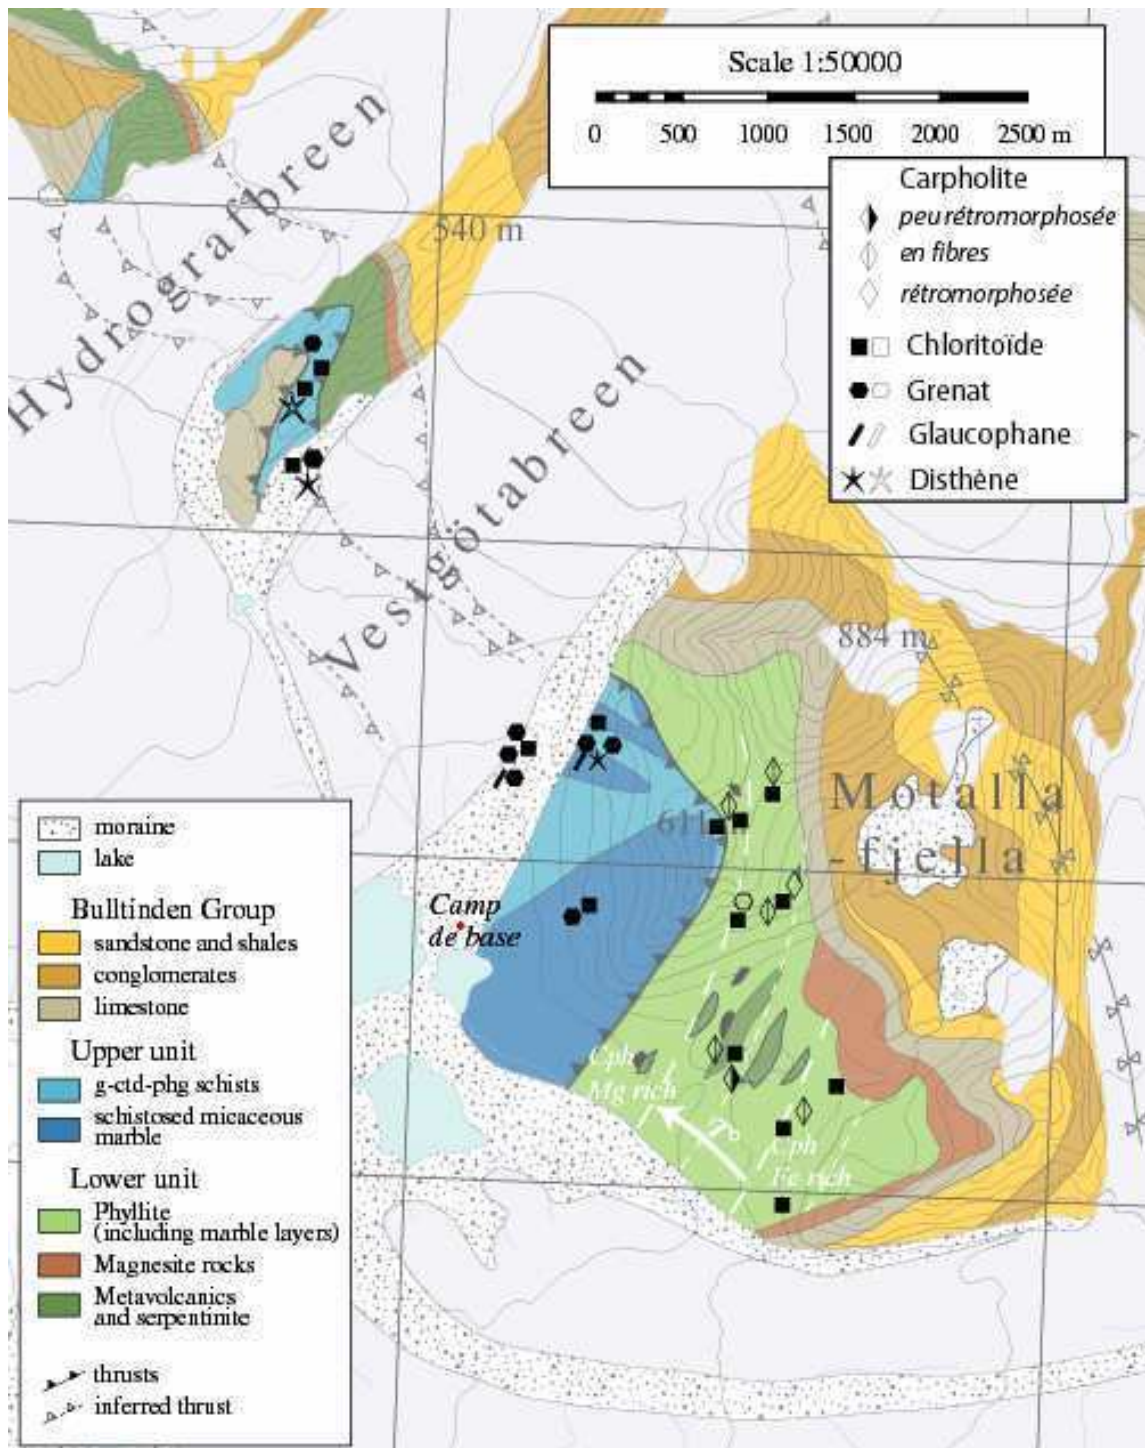 Scale 1:50000
0 500 1000 1500 2000 2500 m
Carpholite
peu rétromorphosée
en fibres
rétromorphosée
Chloritoïde
Grenat
Glaucophane
Disthène
Hydrografbreen
540 m
Vestgötabreen
884 m
Motalla
-fjella
611
Camp
de base
Cph
Mg rich
T°
Cph
Fe rich
moraine
lake
Bulltinden Group
sandstone and shales
conglomerates
limestone
Upper unit
g-ctd-phg schists
schistosed micaceous
marble
Lower unit
Phyllite
(including marble layers)
Magnesite rocks
Metavolcanics
and serpentinite
thrusts
inferred thrust